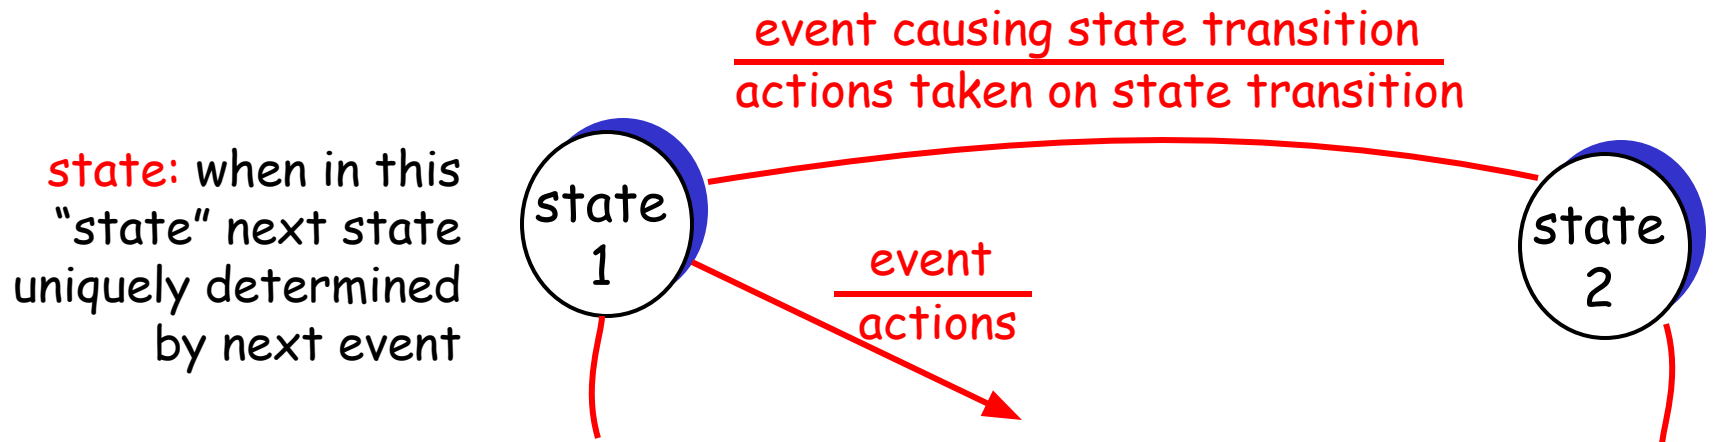 event causing state transition
actions taken on state transition
state: when in this
“state” next state
uniquely determined
by next event
state
1
event
actions
state
2